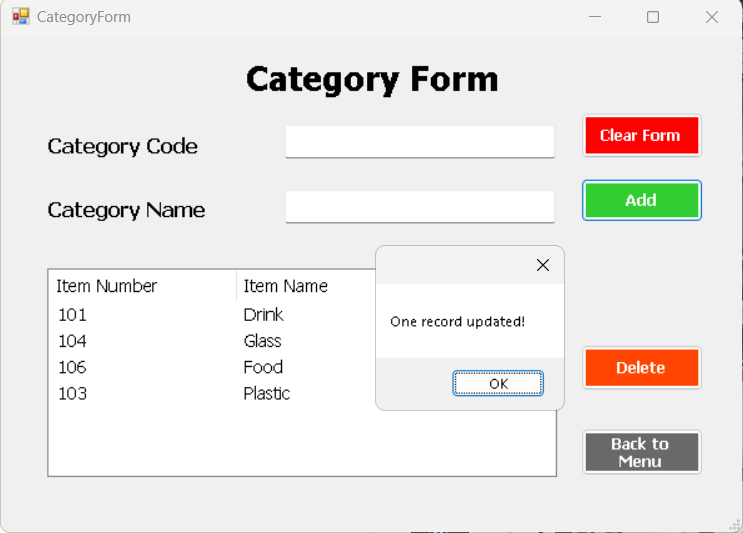 CategoryForm
Category Form
Category Code
Clear Form
Category Name
Add
Item Number Item Name
101 Drink
104 Glass
106 Food
103 Plastic
One record updated!
OK
Delete
Back to
Menu